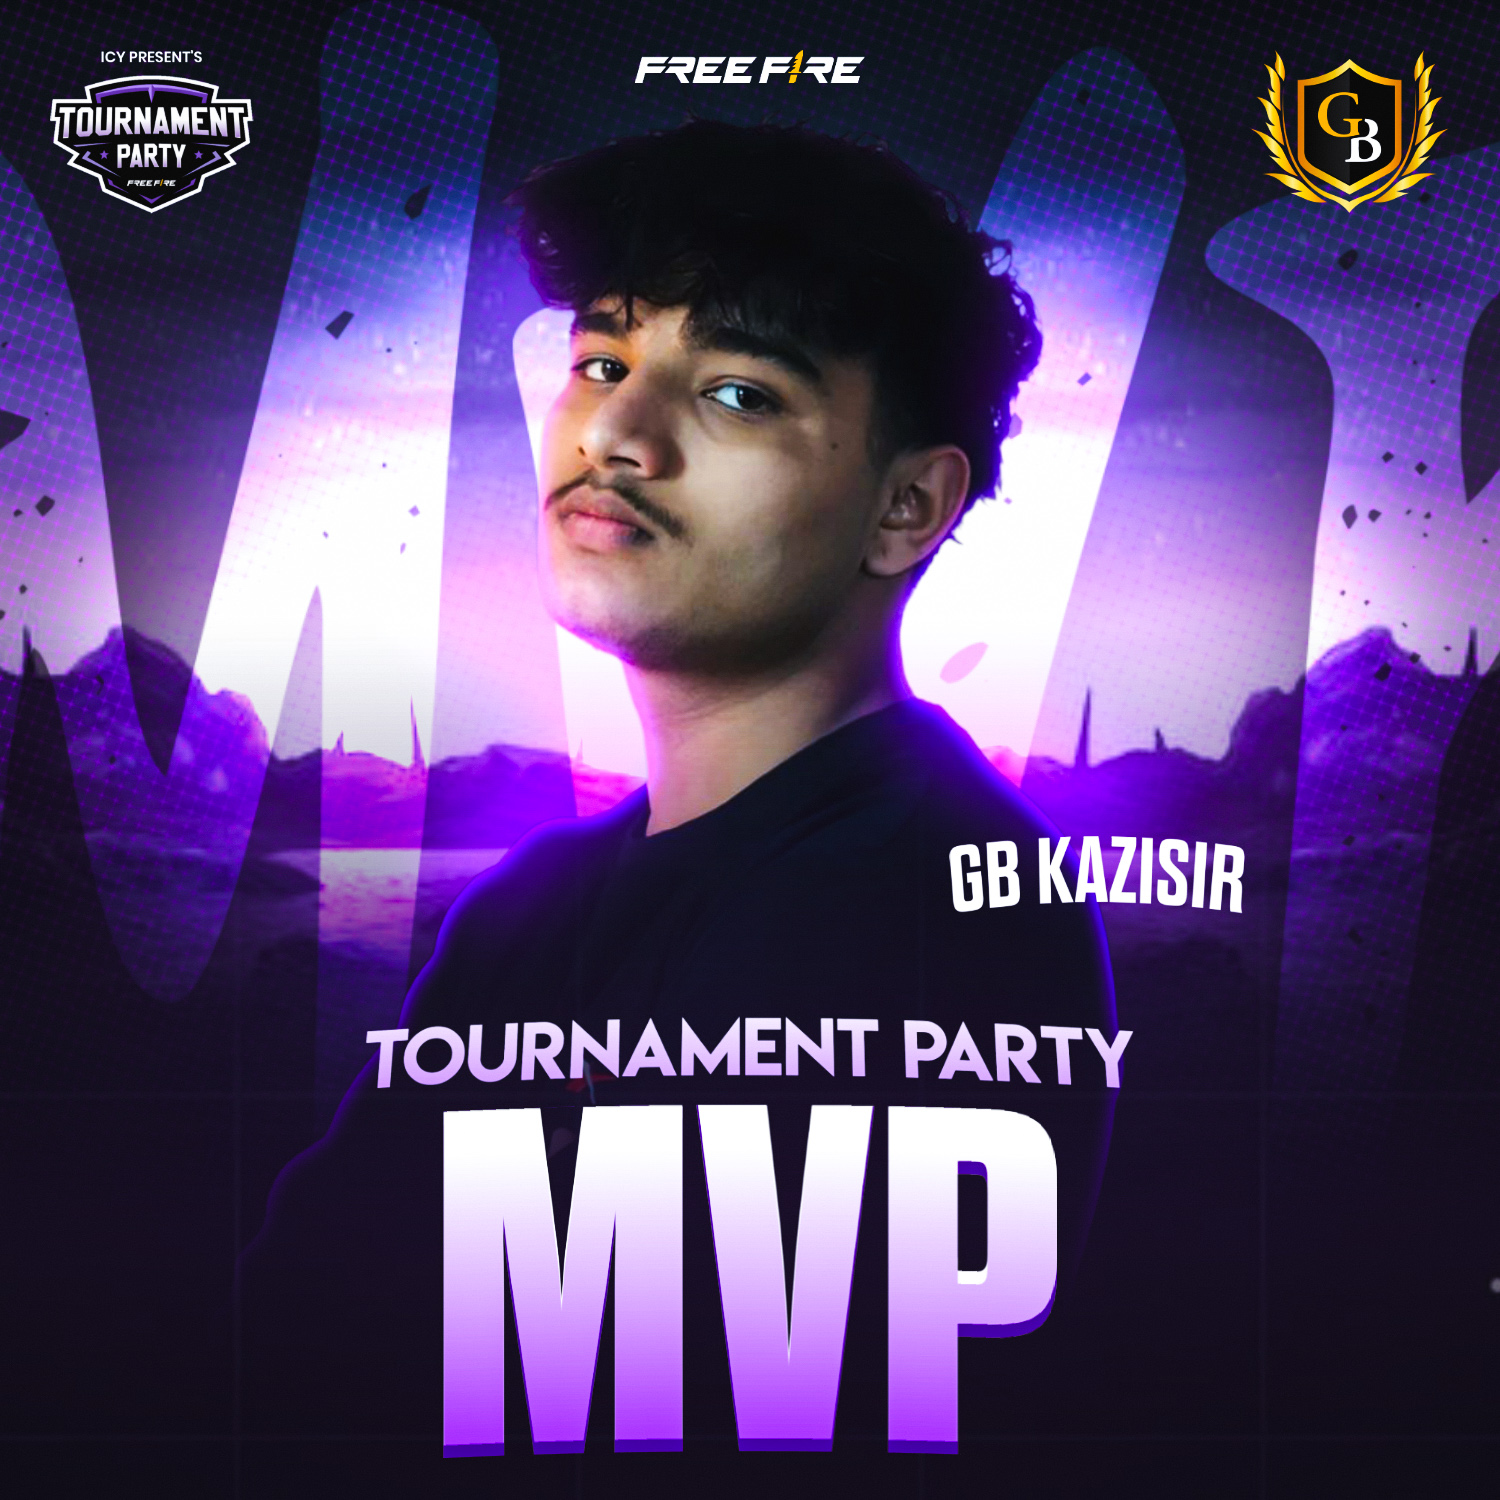 ICY PRESENT'S
TOURNAMENT
PARTY
FREE FIRE
FREE FIRE
GB
GB KAZISIR
TOURNAMENT PARTY
MVP